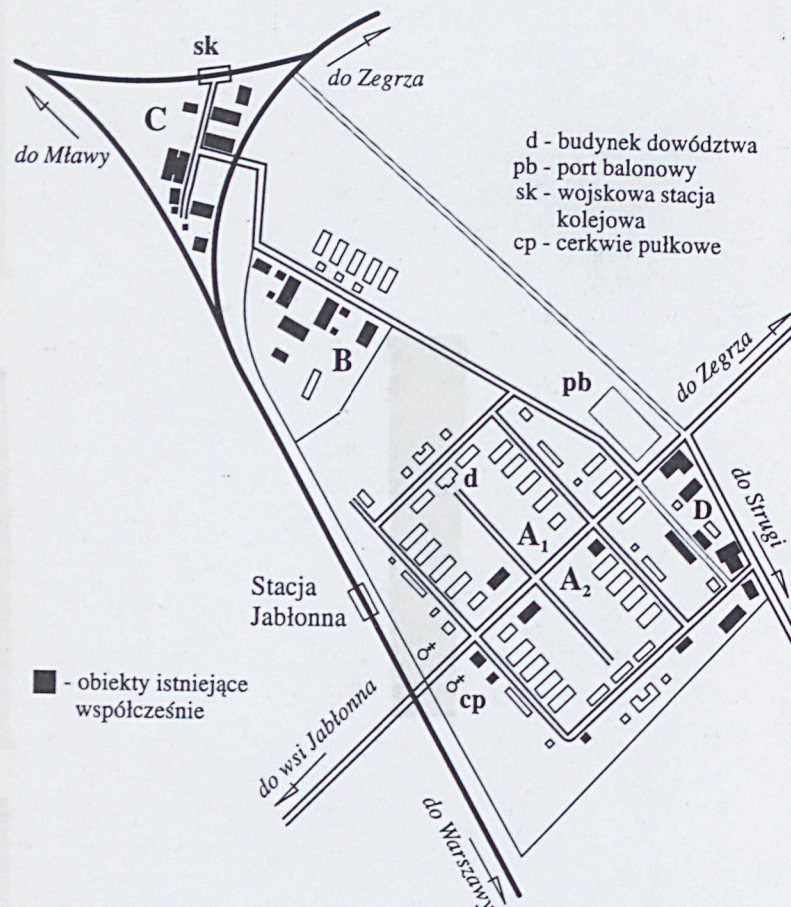 sk
do Zegrza
C
do Mławy
d - budynek dowództwa
pb - port balonowy
sk - wojskowa stacja
kolejowa
cp - cerkwie pułkowe
do Zegrza
B
pb
d
do Strugi
D
A1
A2
Stacja
Jabłonna
- obiekty istniejące
współcześnie
cp
do wsi Jabłonna
do Warszawy